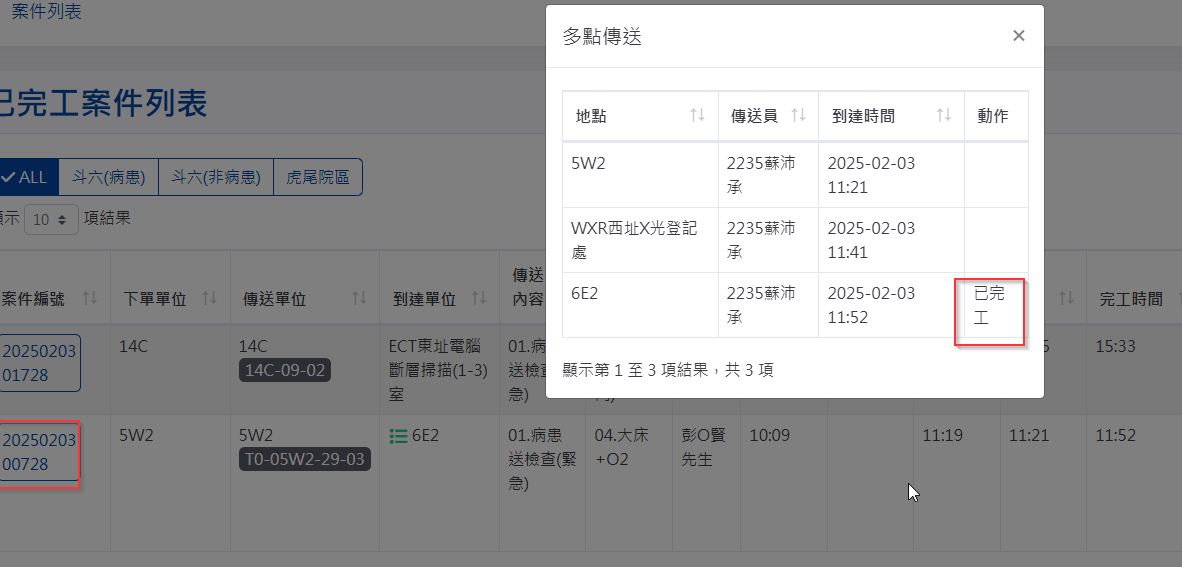 案件列表
多點傳送
×
已完工案件列表
地點 傳送員 到達時間 動作
5W2 2235蘇沛 2025-02-03
承 11:21
WXR西址X光登記 2235蘇沛 2025-02-03
處 承 11:41
6E2 2235蘇沛 2025-02-03 已完
承 11:52 工
顯示第 1 至 3 項結果，共 3 項
ALL 斗六(病患) 斗六(非病患) 虎尾院區
示 10 項結果
傳送
案件編號 下單單位 傳送單位 到達單位 內容 完工時間
20250203 14C 14C ECT東址電腦 01.病 5 15:33
01728 14C-09-02 斷層掃描(1-3) 送檢查
室 急)
20250203 5W2 5W2 6E2 01.病患 04.大床 彭O賢 10:09 11:19 11:21 11:52
00728 T0-05W2-29-03 送檢查(緊 +O2 先生
急)